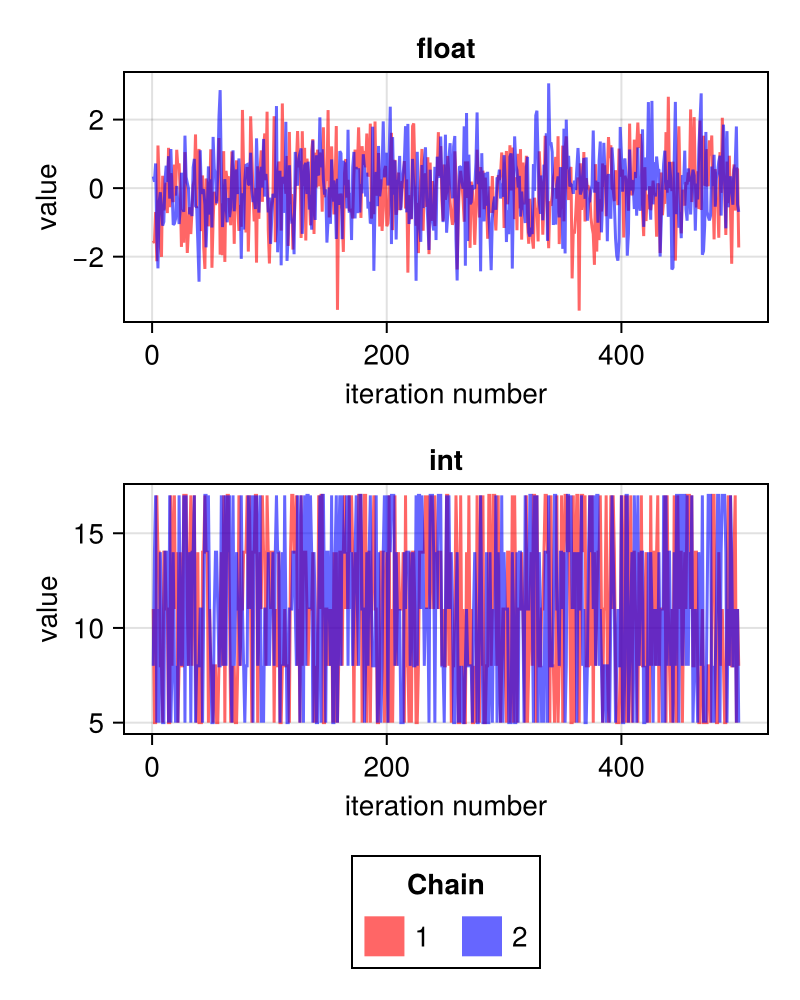 float
value
2
0
−2
0 200 400
iteration number
int
value
15
10
5
0 200 400
iteration number
Chain
1 2